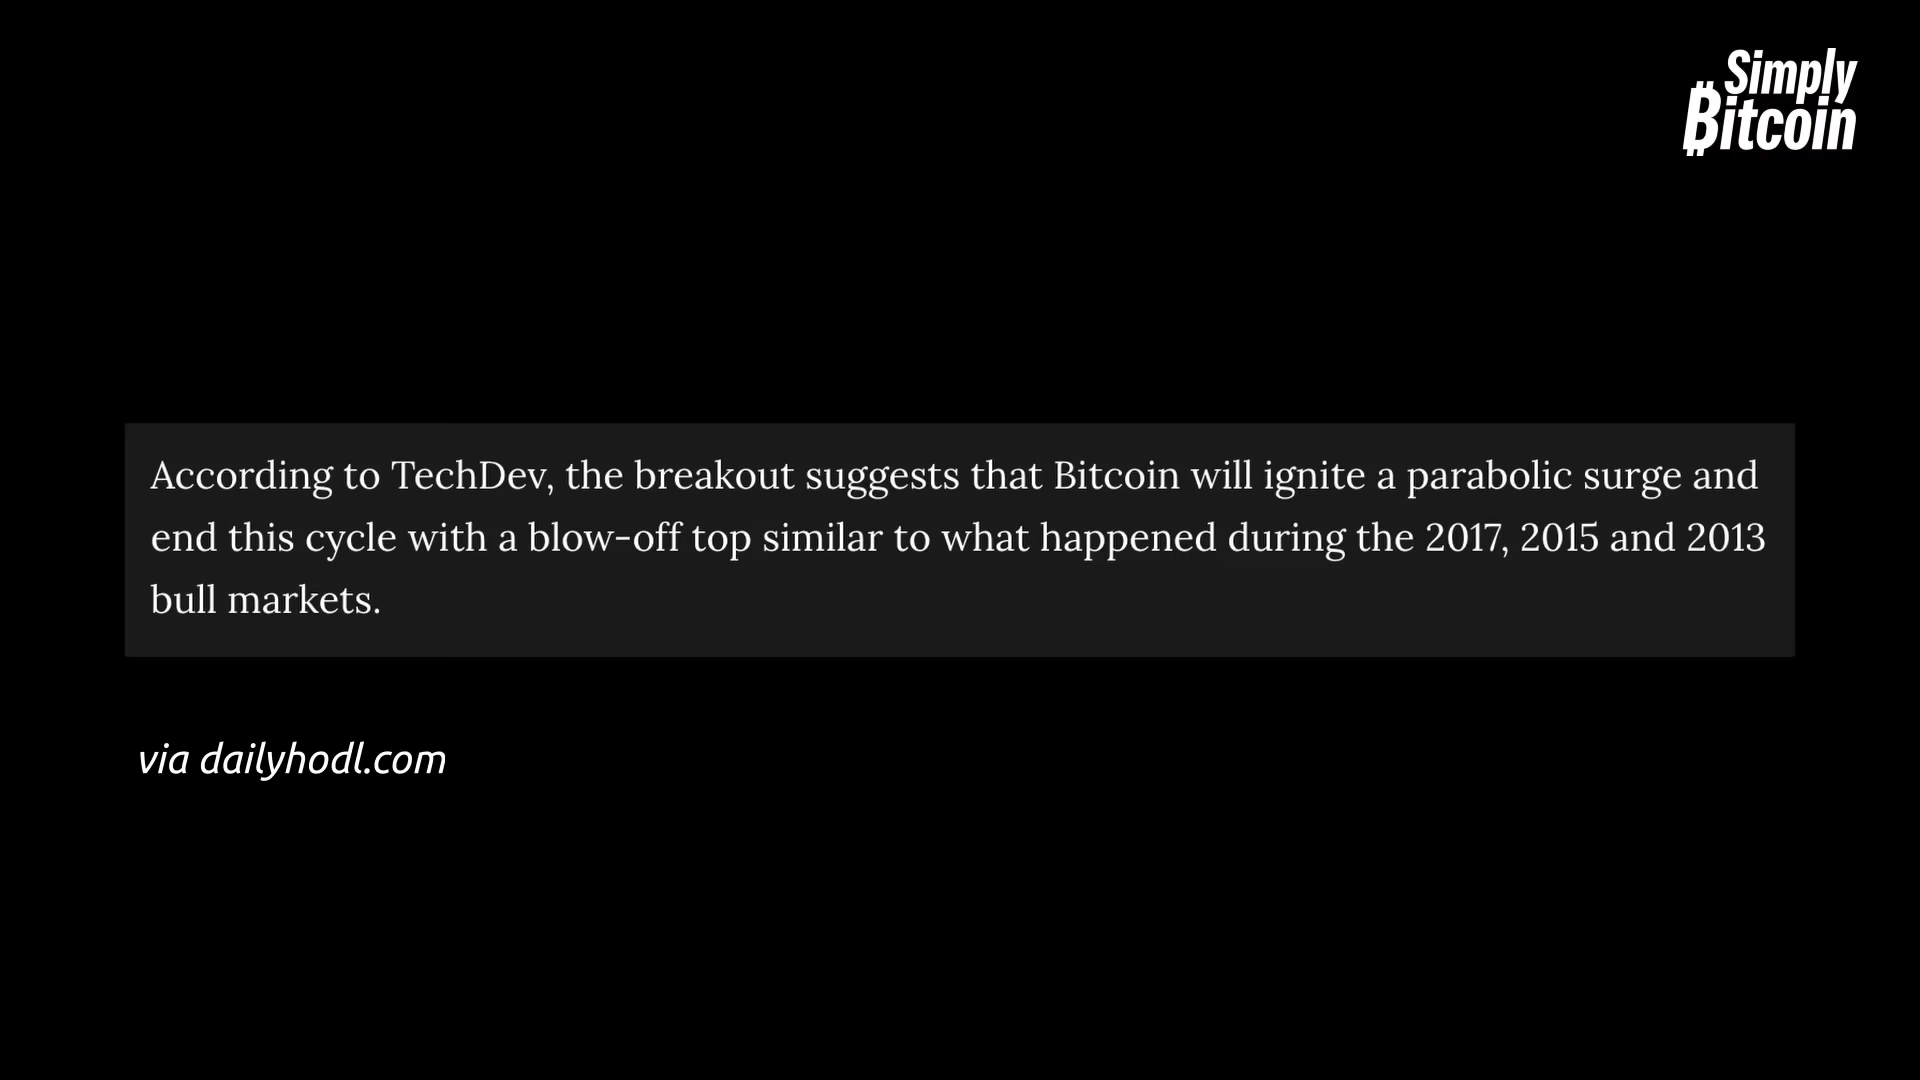 Simply
Bitcoin
According to TechDev, the breakout suggests that Bitcoin will ignite a parabolic surge and
end this cycle with a blow-off top similar to what happened during the 2017, 2015 and 2013
bull markets.
via dailyhodl.com